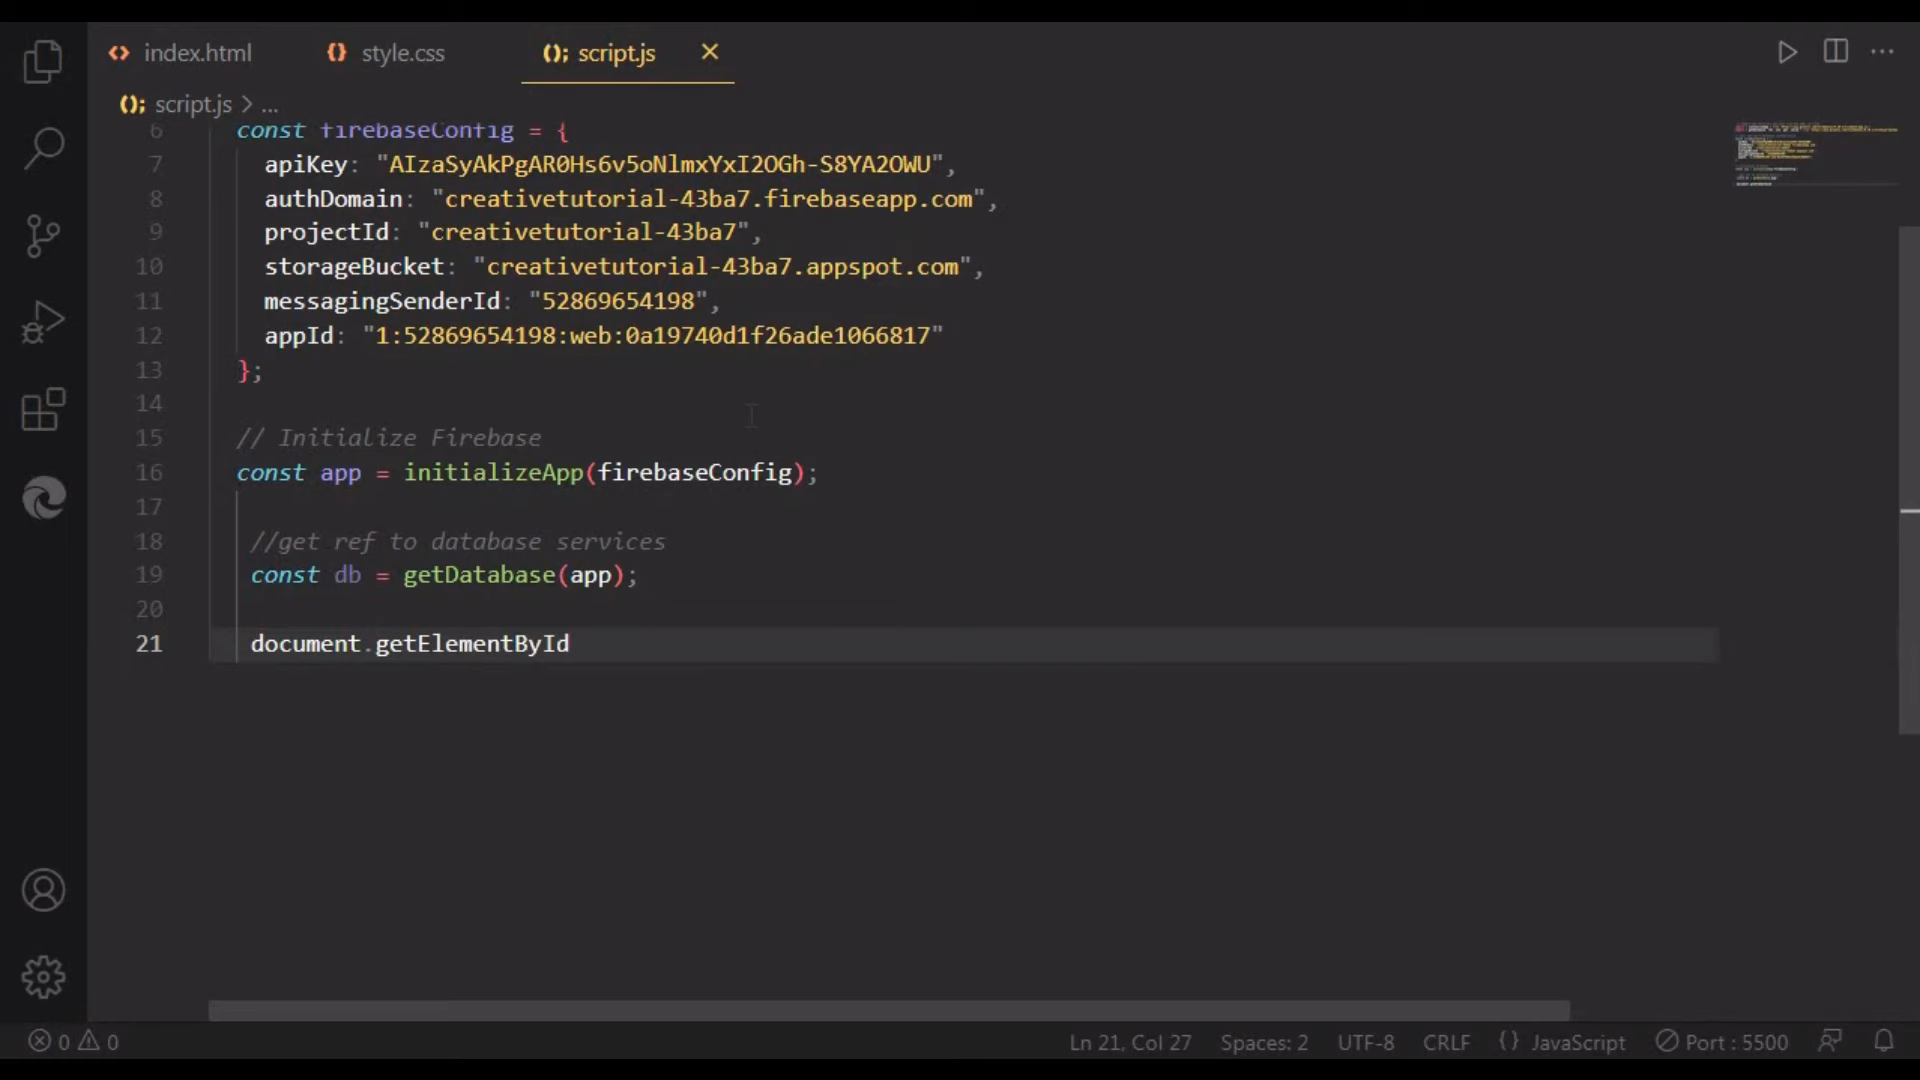 index.html
style.css
(); script.js
(); script.js > ...
6 const firebaseConfig = {
7 apiKey: "AIzaSyAkPgAR0Hs6v5oNlmxYxI2OGh-S8YA2OWU",
8 authDomain: "creativetutorial-43ba7.firebaseapp.com",
9 projectId: "creativetutorial-43ba7",
10 storageBucket: "creativetutorial-43ba7.appspot.com",
11 messagingSenderId: "52869654198",
12 appId: "1:52869654198:web:0a19740d1f26ade1066817"
13 };
14
15 // Initialize Firebase
16 const app = initializeApp(firebaseConfig);
17
18 //get ref to database services
19 const db = getDatabase(app);
20
21 document.getElementById
0 0
Ln 21, Col 27
Spaces: 2
UTF-8
CRLF
{} JavaScript
Port : 5500